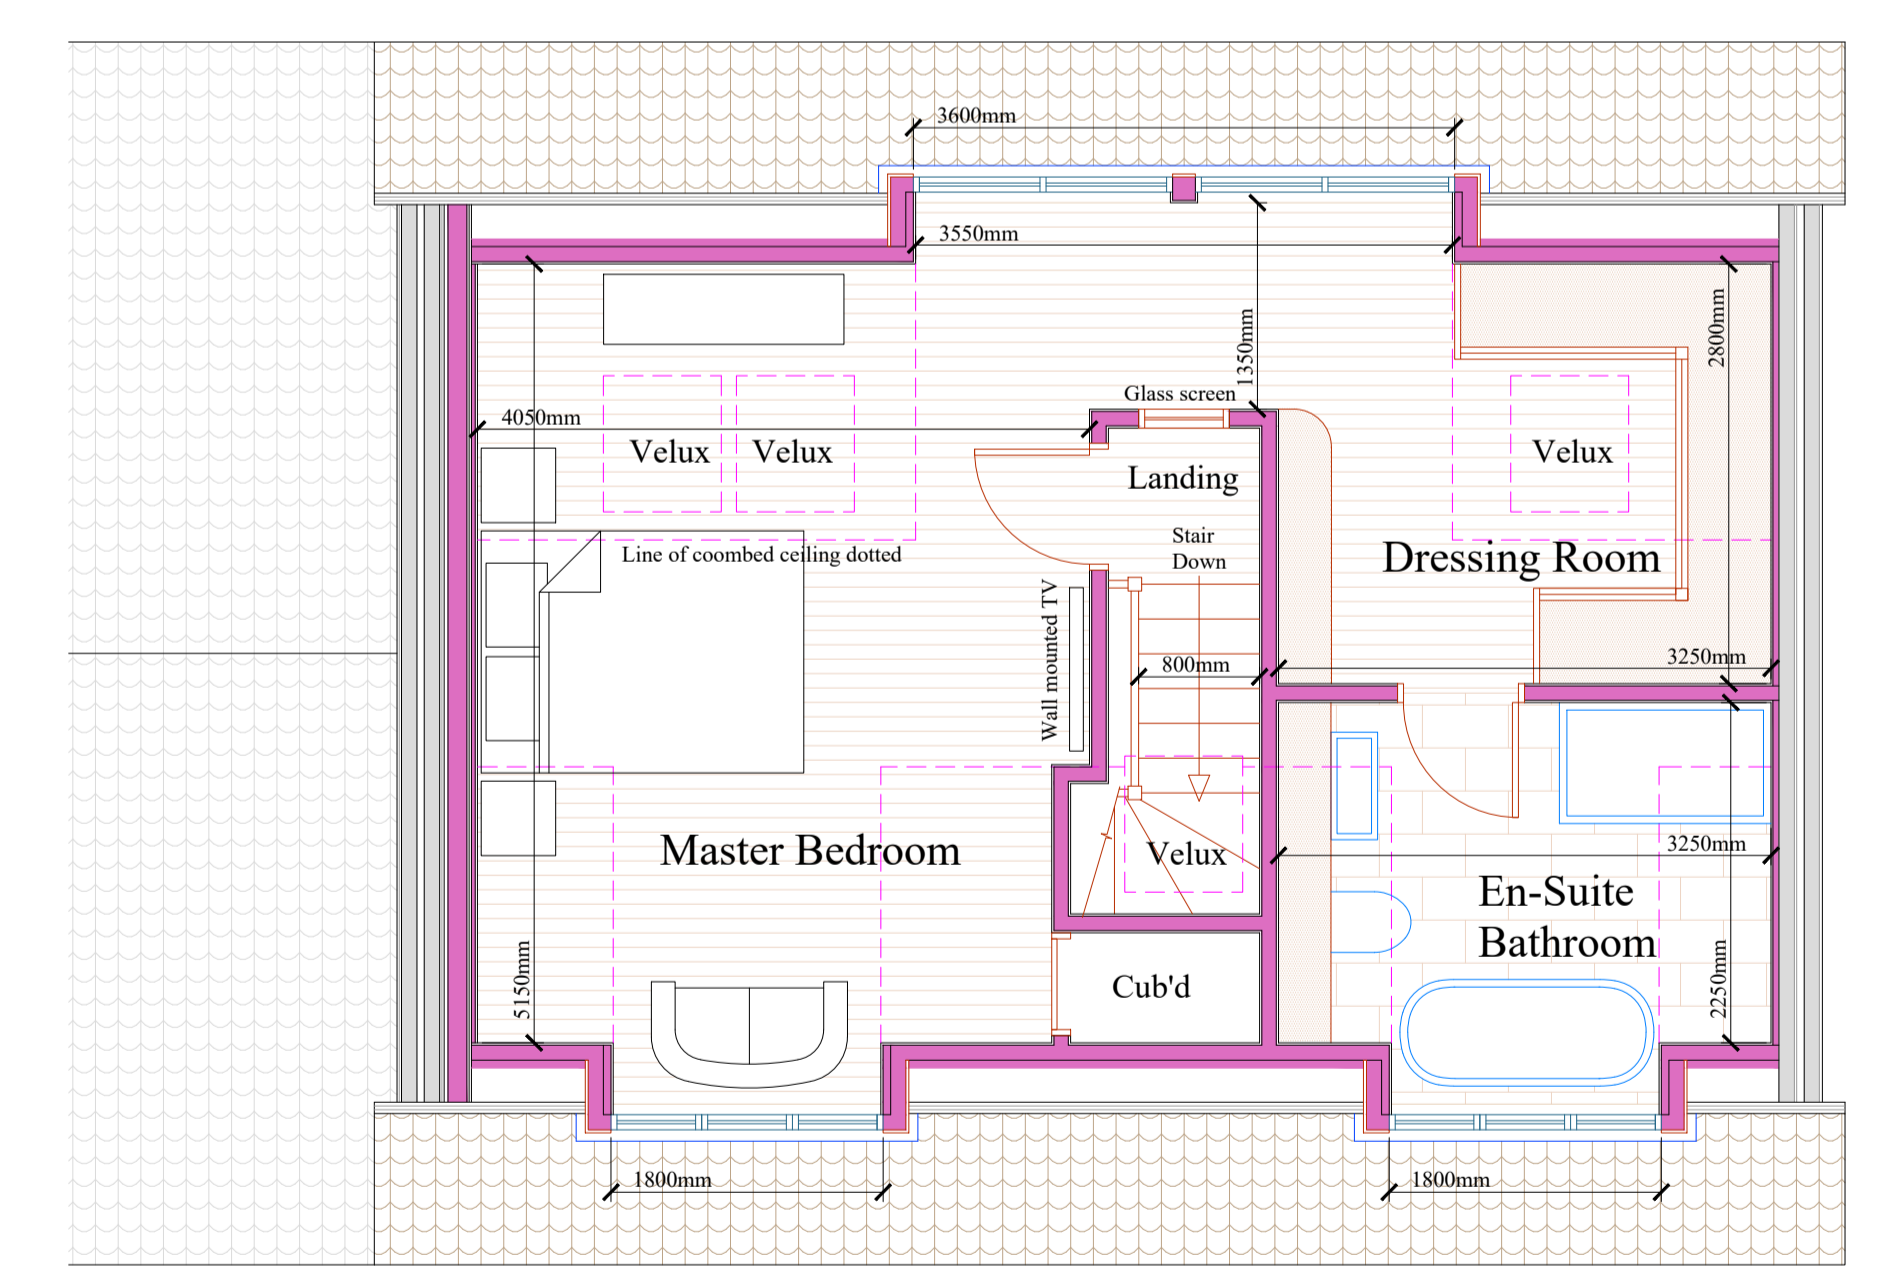 3600mm
3550mm
1350mm
2800mm
Glass screen
4050mm
Velux
Velux
Velux
Landing
Stair
Down
Line of coombed ceiling dotted
Dressing Room
Wall mounted TV
800mm
3250mm
Master Bedroom
Velux
3250mm
En-Suite
Bathroom
5150mm
Cub'd
2250mm
1800mm
1800mm